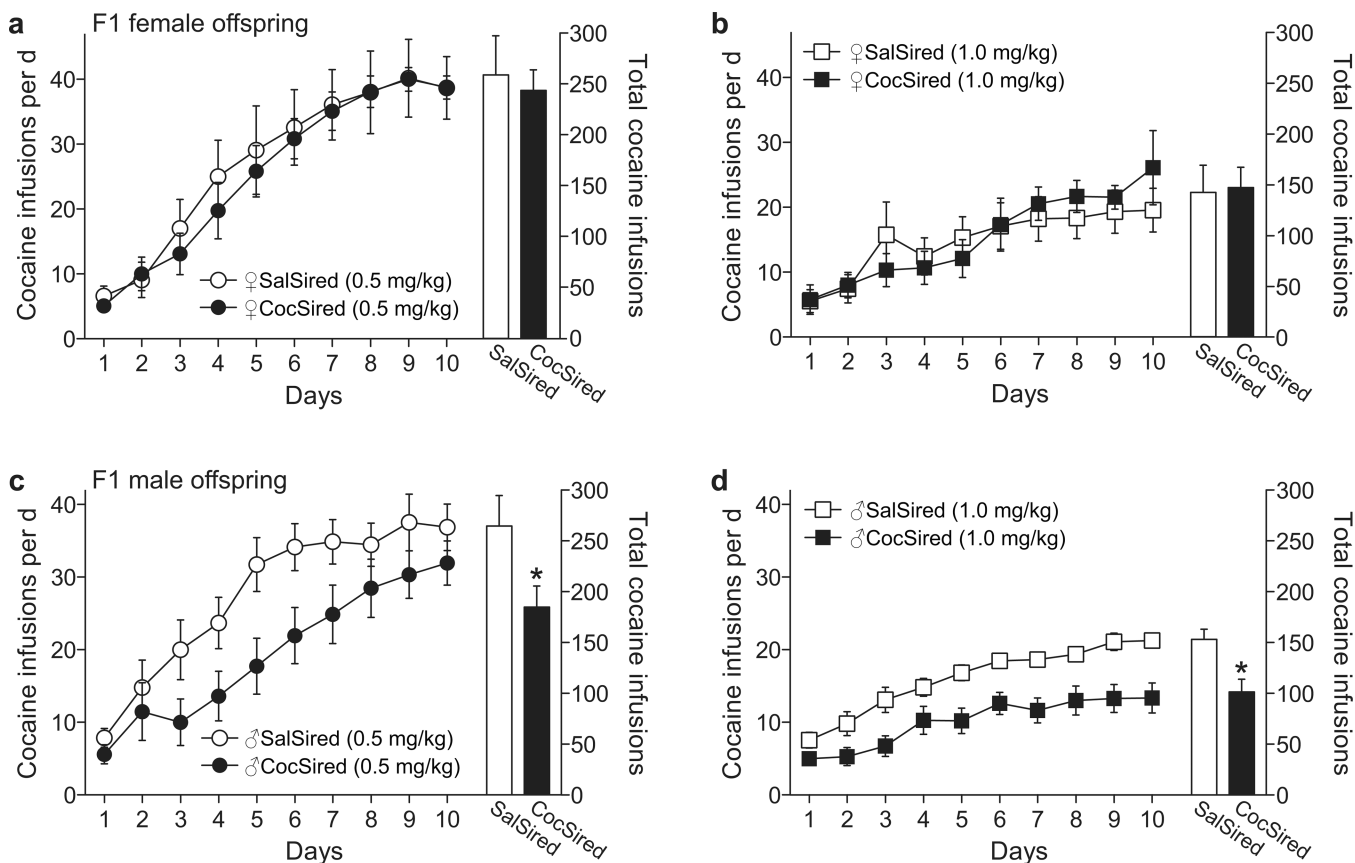 a F1 female offspring
Cocaine infusions per d
40
30
20
10
0
1 2 3 4 5 6 7 8 9 10
Days
♀SalSired (0.5 mg/kg)
♀CocSired (0.5 mg/kg)
SalSired
CocSired
300
250
200
150
100
50
0
Total cocaine infusions
b
Cocaine infusions per d
40
30
20
10
0
1 2 3 4 5 6 7 8 9 10
Days
♀SalSired (1.0 mg/kg)
♀CocSired (1.0 mg/kg)
SalSired
CocSired
300
250
200
150
100
50
0
Total cocaine infusions
c F1 male offspring
Cocaine infusions per d
40
30
20
10
0
1 2 3 4 5 6 7 8 9 10
Days
♂SalSired (0.5 mg/kg)
♂CocSired (0.5 mg/kg)
*
SalSired
CocSired
300
250
200
150
100
50
0
Total cocaine infusions
d
Cocaine infusions per d
40
30
20
10
0
1 2 3 4 5 6 7 8 9 10
Days
♂SalSired (1.0 mg/kg)
♂CocSired (1.0 mg/kg)
*
SalSired
CocSired
300
250
200
150
100
50
0
Total cocaine infusions